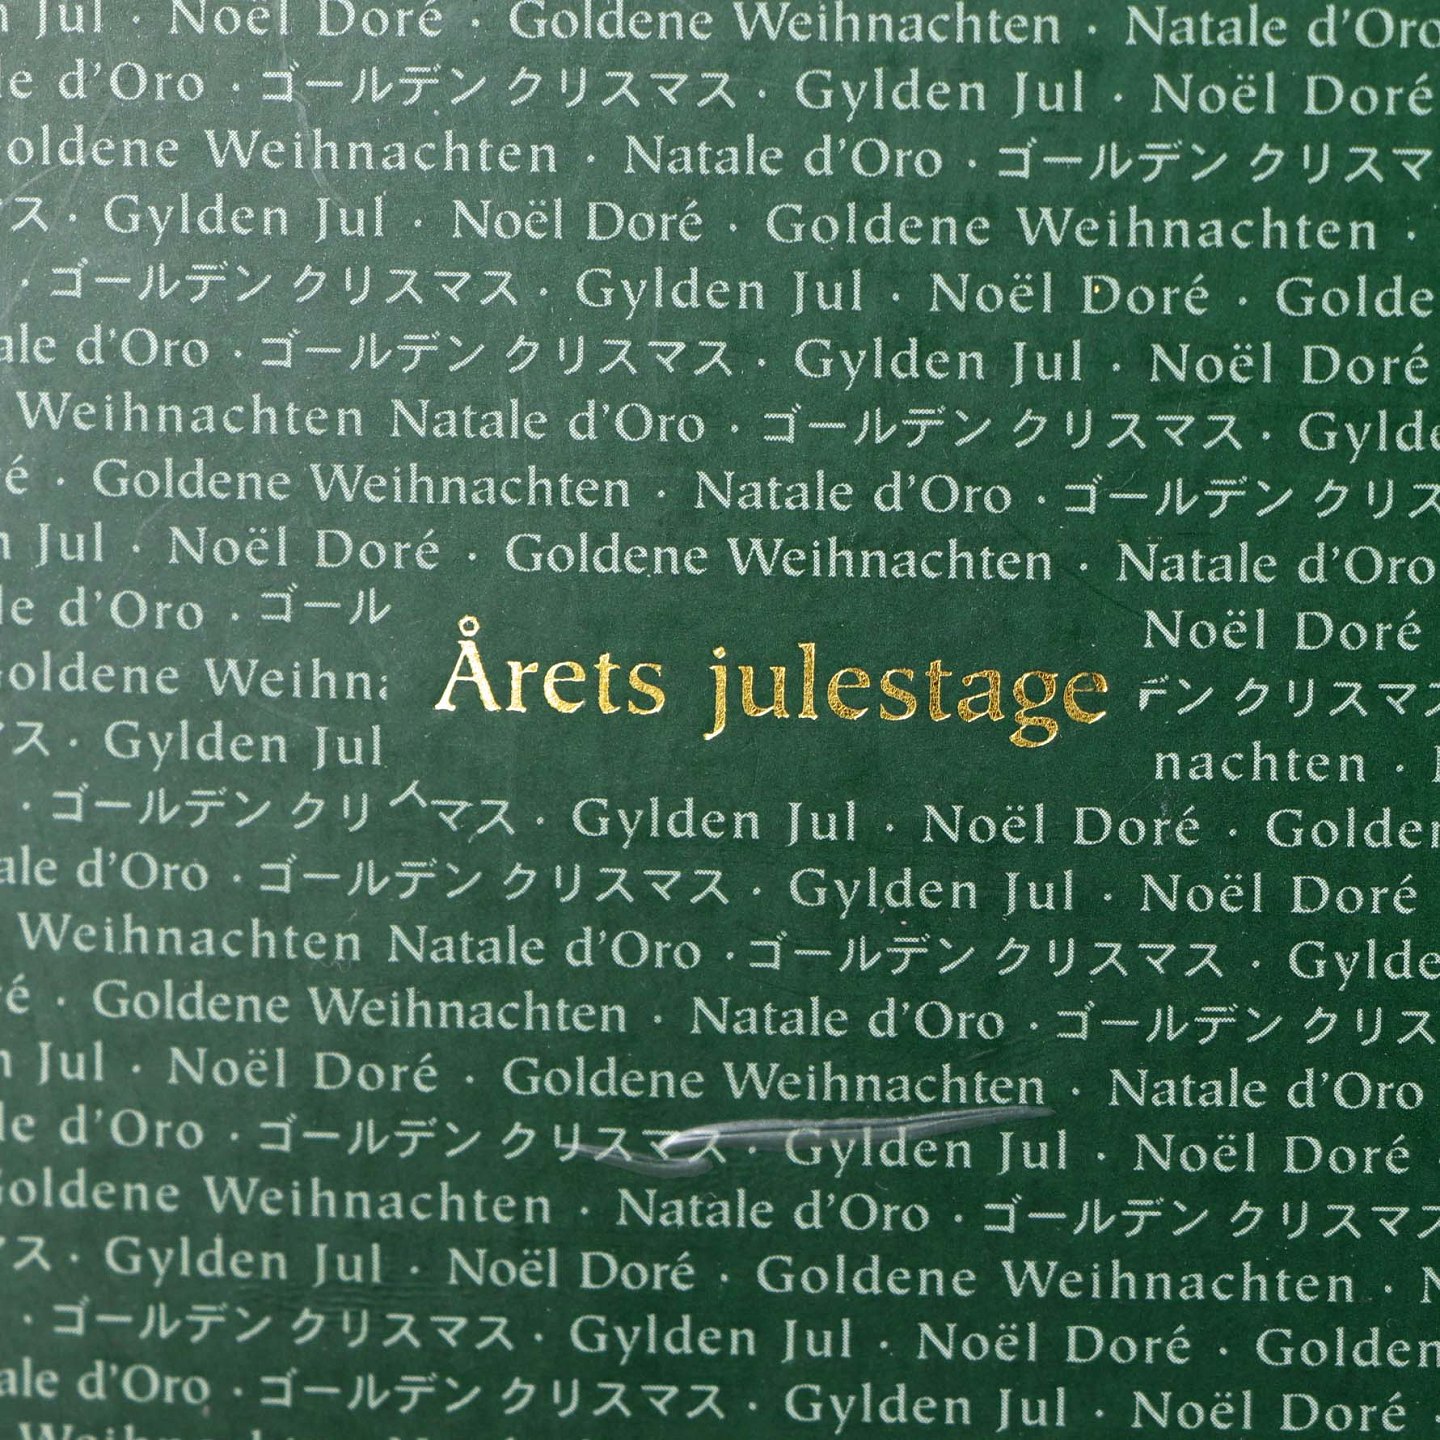 Jul · Noël Doré · Goldene Weihnachten · Natale d'Oro
d'Oro · ゴールデン クリスマス · Gylden Jul · Noël Doré
oldene Weihnachten · Natale d'Oro · ゴールデン クリスマ
ス · Gylden Jul · Noël Doré · Goldene Weihnachten ·
· ゴールデン クリスマス · Gylden Jul · Noël Doré · Golde
ale d'Oro · ゴールデン クリスマス · Gylden Jul · Noël Doré
Weihnachten Natale d'Oro · ゴールデン クリスマス · Gylde
é · Goldene Weihnachten · Natale d'Oro · ゴールデン クリス
n Jul · Noël Doré · Goldene Weihnachten · Natale d'Oro
le d'Oro · ゴール Noël Doré
Årets julestage
oldene Weihn デン クリスマス
ス · Gylden Jul nachten ·
· ゴールデン クリスマス · Gylden Jul · Noël Doré · Golden
ale d'Oro · ゴールデン クリスマス · Gylden Jul · Noël Doré
Weihnachten Natale d'Oro · ゴールデン クリスマス · Gylde
é · Goldene Weihnachten · Natale d'Oro · ゴールデン クリス
n Jul · Noël Doré · Goldene Weihnachten · Natale d'Oro
le d'Oro · ゴールデン クリスマス · Gylden Jul · Noël Doré ·
oldene Weihnachten · Natale d'Oro · ゴールデン クリスマス
ス · Gylden Jul · Noël Doré · Goldene Weihnachten ·
· ゴールデン クリスマス · Gylden Jul · Noël Doré · Golden
ale d'Oro · ゴールデン クリスマス · Gylden Jul · Noël Doré ·